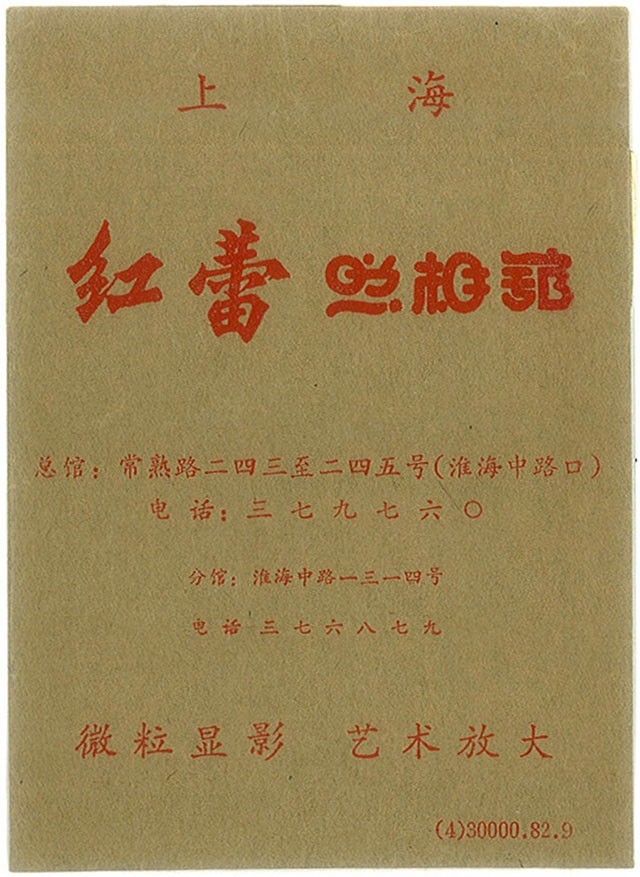 上海
红蕾照相馆
总馆：常熟路二四三至二四五号(淮海中路口)
电话：三七九七六〇
分馆：淮海中路一三一四号
电话三七六八七九
微粒显影 艺术放大
(4)30000.82.9